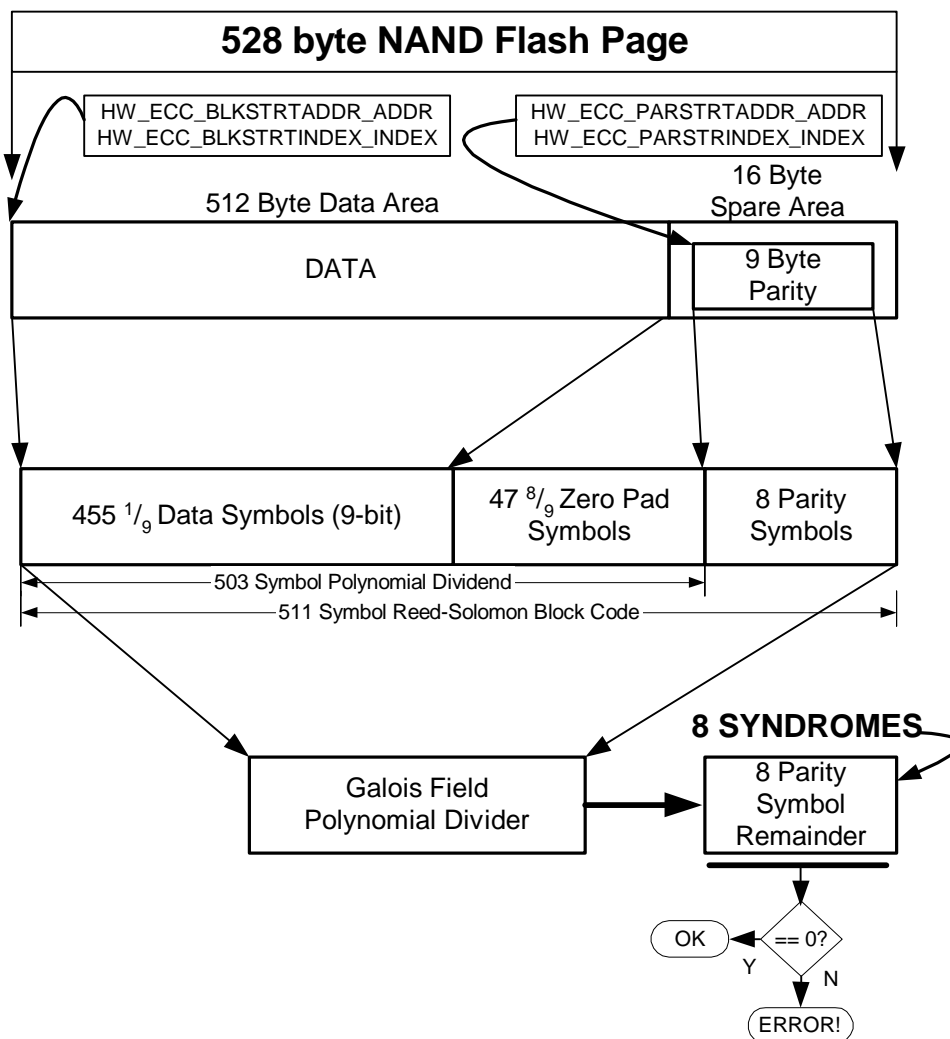 528 byte NAND Flash Page
HW_ECC_BLKSTRTADDR_ADDR
HW_ECC_BLKSTRTINDEX_INDEX
HW_ECC_PARSTRTADDR_ADDR
HW_ECC_PARSTRINDEX_INDEX
512 Byte Data Area
16 Byte
Spare Area
DATA
9 Byte
Parity
455 1/9 Data Symbols (9-bit)
47 8/9 Zero Pad
Symbols
8 Parity
Symbols
503 Symbol Polynomial Dividend
511 Symbol Reed-Solomon Block Code
8 SYNDROMES
Galois Field
Polynomial Divider
8 Parity
Symbol
Remainder
OK
== 0?
Y
N
ERROR!